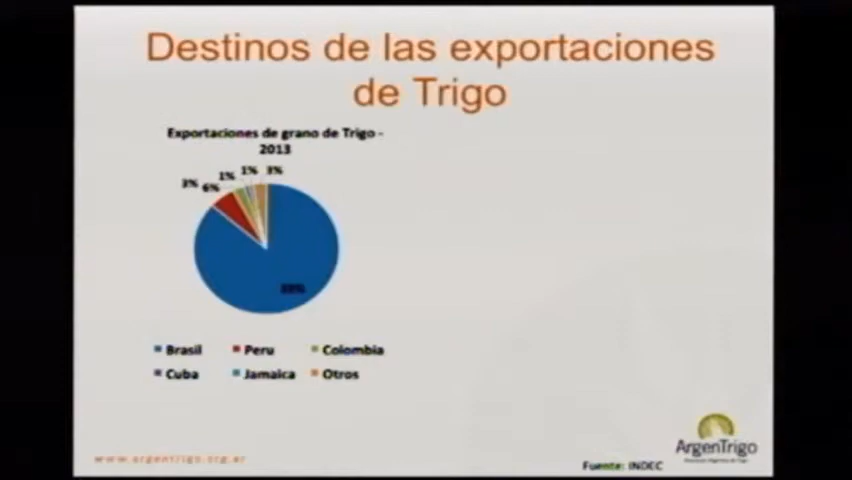 Destinos de las exportaciones
de Trigo
Exportaciones de grano de Trigo -
2013
3% 6% 1% 1% 3%
Brasil Peru Colombia
Cuba Jamaica Otros
www.argentrigo.org.ar
Fuente: INDEC
ArgenTrigo